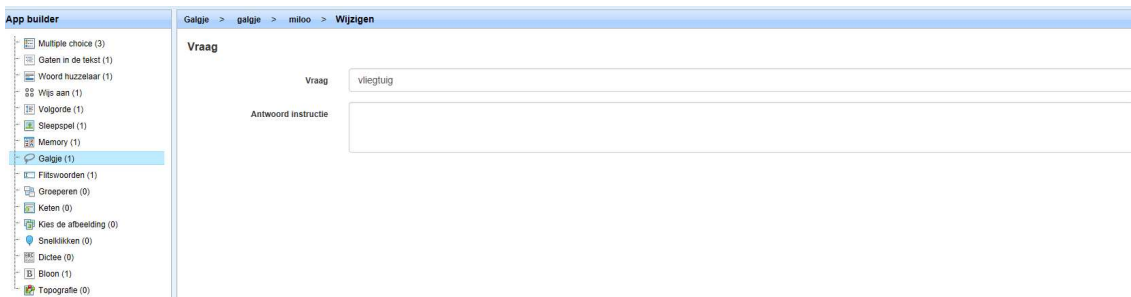 App builder
Multiple choice (3)
Gaten in de tekst (1)
Woord huzzelaar (1)
Wijs aan (1)
Volgorde (1)
Sleepspel (1)
Memory (1)
Galgje (1)
Flitswoorden (1)
Groeperen (0)
Keten (0)
Kies de afbeelding (0)
Snelklikken (0)
Dictee (0)
B Bloon (1)
Topografie (0)
Galgje > galgje > miloo > Wijzigen
Vraag
Vraag vliegtuig
Antwoord instructie